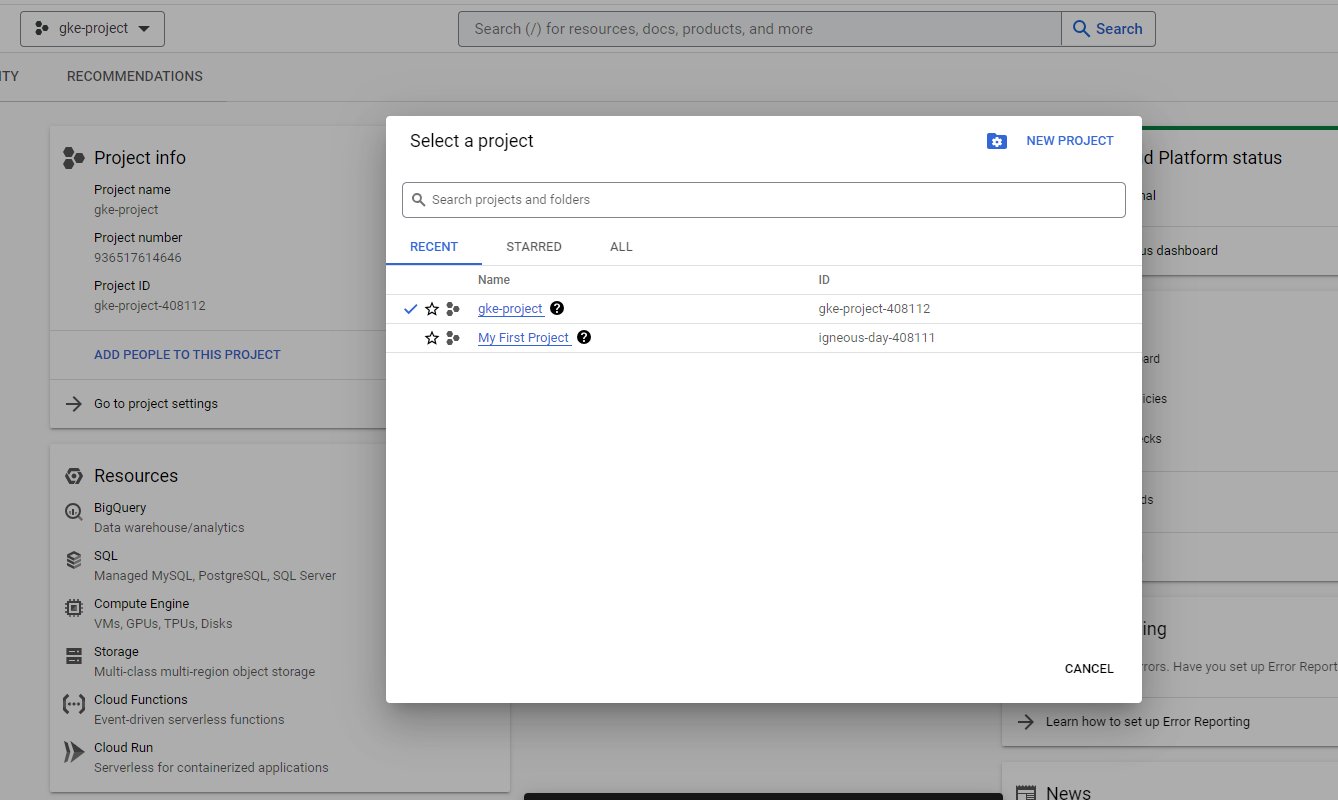 gke-project
Search (/) for resources, docs, products, and more
Search
ITY
RECOMMENDATIONS
Project info
Project name
gke-project
Project number
936517614646
Project ID
gke-project-408112
ADD PEOPLE TO THIS PROJECT
Go to project settings
Resources
BigQuery
Data warehouse/analytics
SQL
Managed MySQL, PostgreSQL, SQL Server
Compute Engine
VMs, GPUs, TPUs, Disks
Storage
Multi-class multi-region object storage
Cloud Functions
Event-driven serverless functions
Cloud Run
Serverless for containerized applications
Select a project
NEW PROJECT
Search projects and folders
RECENT STARRED ALL
Name ID
gke-project gke-project-408112
My First Project igneous-day-408111
CANCEL
d Platform status
nal
us dashboard
ard
icies
cks
ds
ing
rrors. Have you set up Error Report
Learn how to set up Error Reporting
News